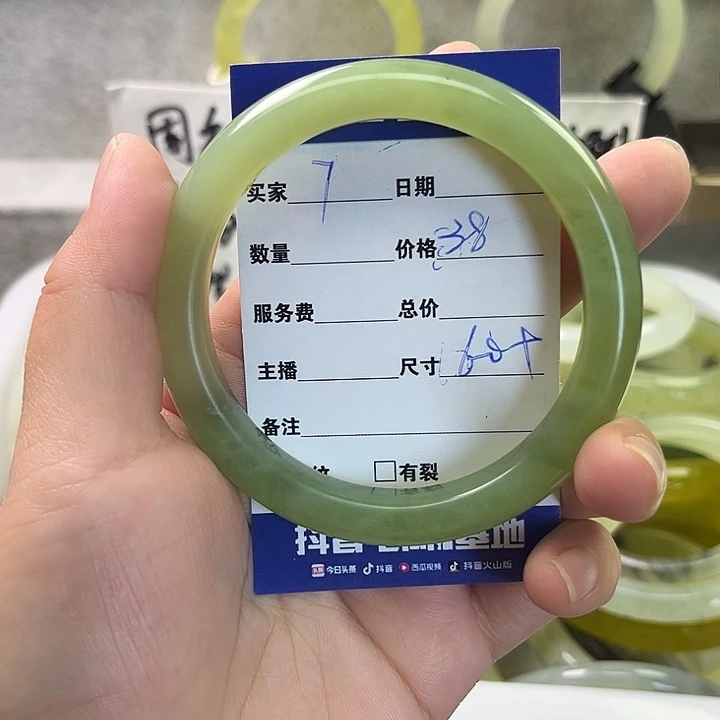 买家 7 日期
数量 价格 38
服务费 总价
主播 尺寸 60+
备注
有裂
今日头条 抖音 西瓜视频 抖音火山版